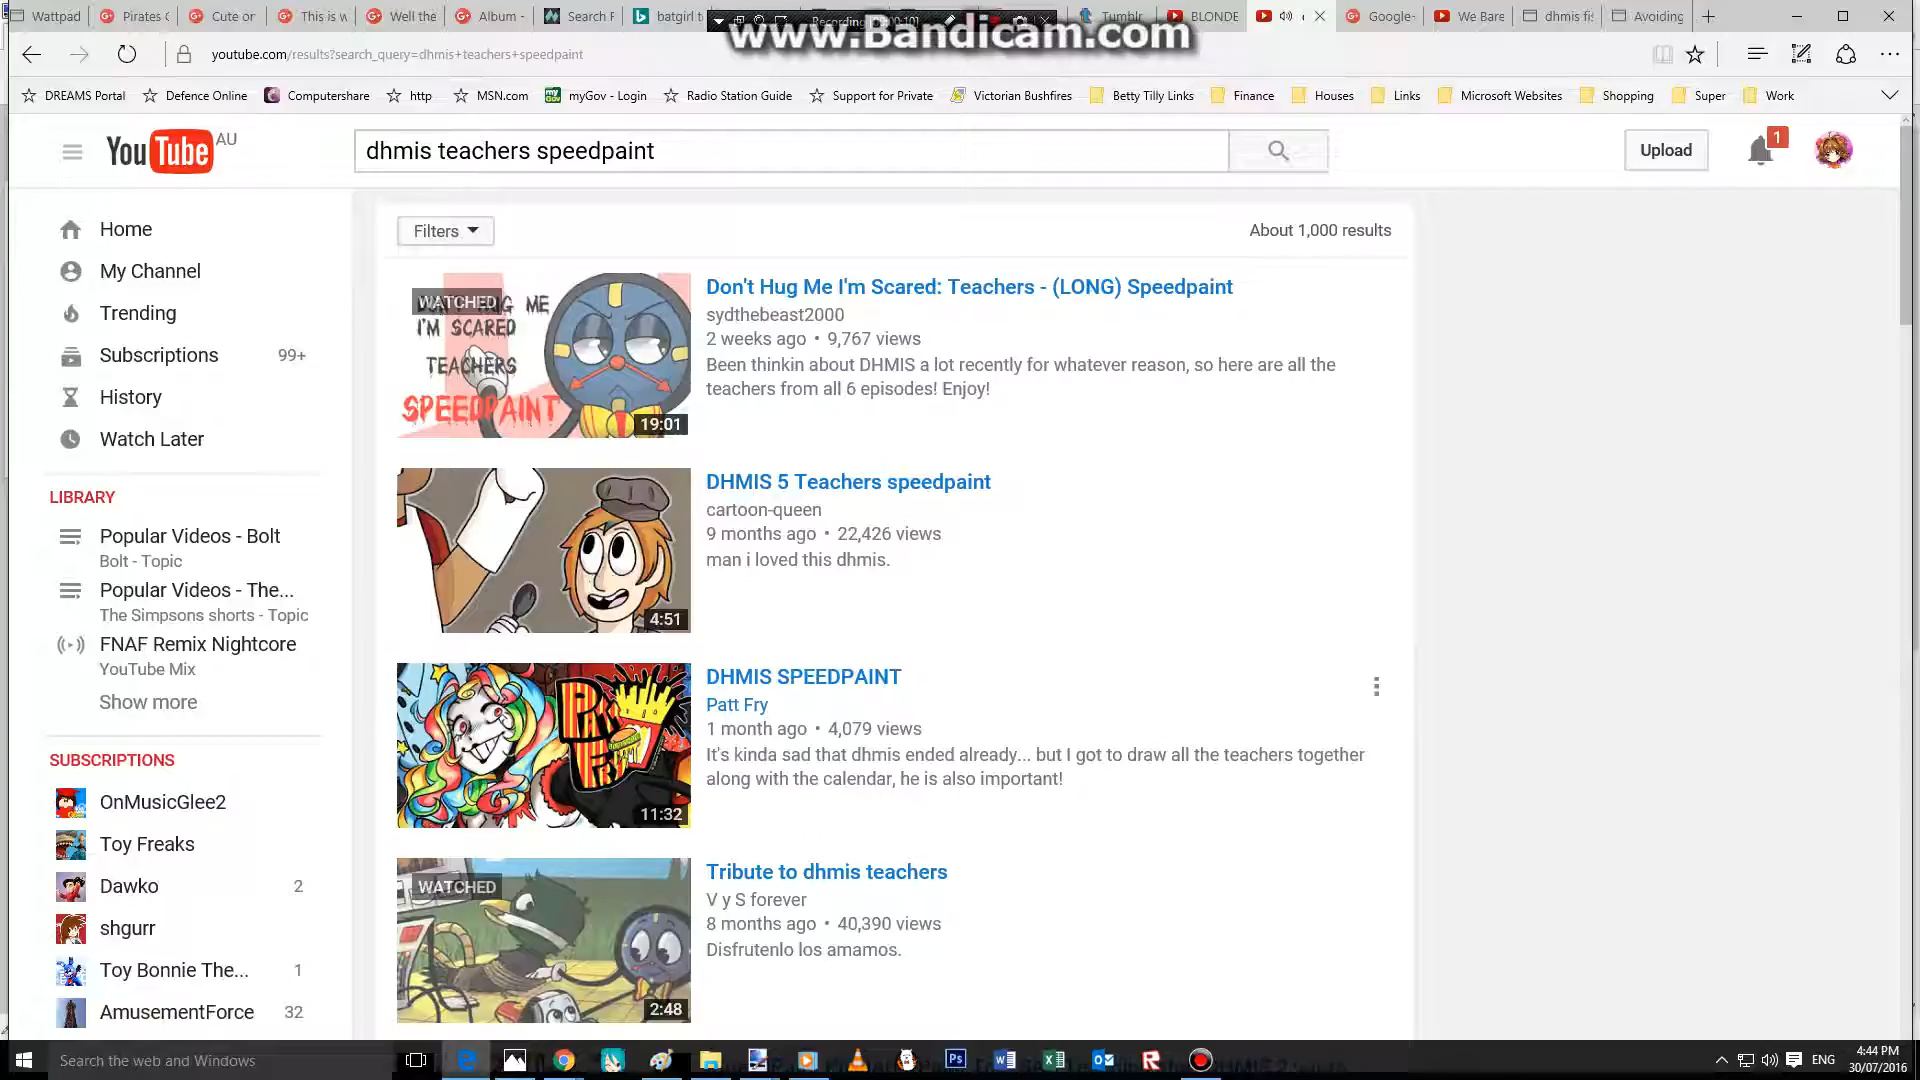 Wattpad
Pirates
Cute or
This is w
Well the
Album -
Search F
batgirl t
Recording
Tumblr
BLONDE
Google-
We Bare
dhmis fi
Avoiding
www.Bandicam.com
youtube.com/results?search_query=dhmis+teachers+speedpaint
DREAMS Portal
Defence Online
Computershare
http
MSN.com
myGov - Login
Radio Station Guide
Support for Private
Victorian Bushfires
Betty Tilly Links
Finance
Houses
Links
Microsoft Websites
Shopping
Super
Work
YouTube AU
dhmis teachers speedpaint
Upload
1
Home
My Channel
Trending
Subscriptions 99+
History
Watch Later
LIBRARY
Popular Videos - Bolt
Bolt - Topic
Popular Videos - The...
The Simpsons shorts - Topic
FNAF Remix Nightcore
YouTube Mix
Show more
SUBSCRIPTIONS
OnMusicGlee2
Toy Freaks
Dawko 2
shgurr
Toy Bonnie The... 1
AmusementForce 32
Filters
About 1,000 results
WATCHED
HUG ME
I'M SCARED
TEACHERS
SPEEDPAINT
19:01
Don't Hug Me I'm Scared: Teachers - (LONG) Speedpaint
sydthebeast2000
2 weeks ago • 9,767 views
Been thinkin about DHMIS a lot recently for whatever reason, so here are all the
teachers from all 6 episodes! Enjoy!
4:51
DHMIS 5 Teachers speedpaint
cartoon-queen
9 months ago • 22,426 views
man i loved this dhmis.
11:32
DHMIS SPEEDPAINT
Patt Fry
1 month ago • 4,079 views
It's kinda sad that dhmis ended already... but I got to draw all the teachers together
along with the calendar, he is also important!
WATCHED
2:48
Tribute to dhmis teachers
V y S forever
8 months ago • 40,390 views
Disfrutenlo los amamos.
Search the web and Windows
ENG
4:44 PM
30/07/2016